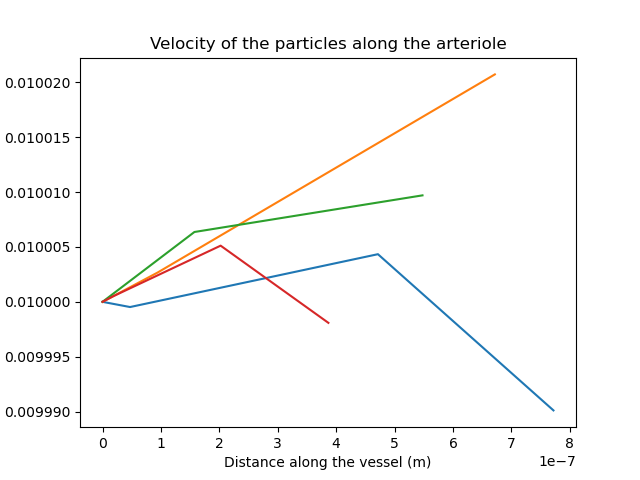 Velocity of the particles along the arteriole
0.010020
0.010015
0.010010
0.010005
0.010000
0.009995
0.009990
0 1 2 3 4 5 6 7 8
1e−7
Distance along the vessel (m)